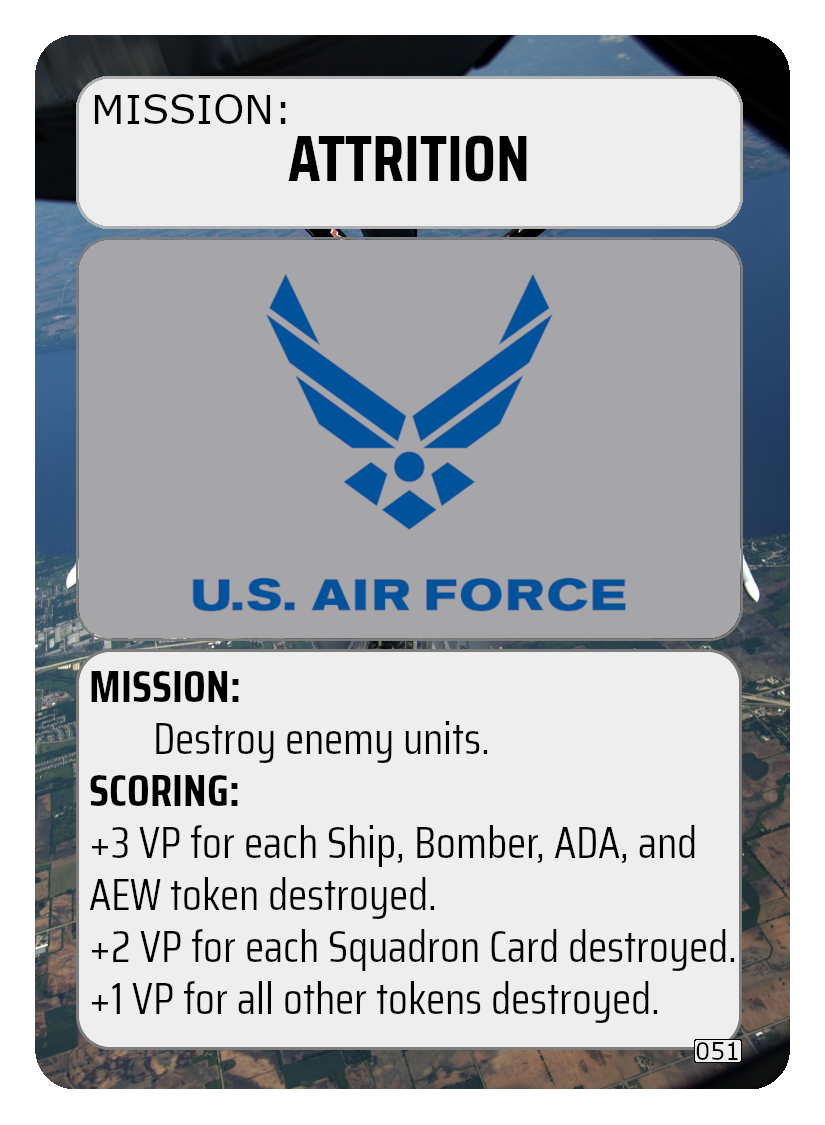 MISSION:
ATTRITION
U.S. AIR FORCE
MISSION:
Destroy enemy units.
SCORING:
+3 VP for each Ship, Bomber, ADA, and
AEW token destroyed.
+2 VP for each Squadron Card destroyed.
+1 VP for all other tokens destroyed.
051